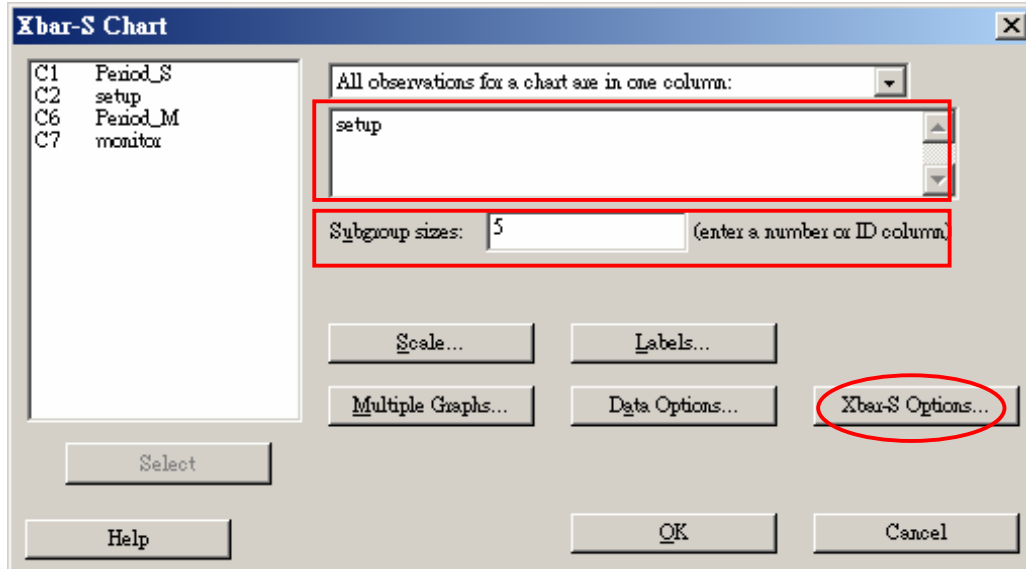 Xbar-S Chart
C1 Period_S
C2 setup
C6 Period_M
C7 monitor
All observations for a chart are in one column:
setup
Subgroup sizes: 5 (enter a number or ID column)
Scale... Labels...
Multiple Graphs... Data Options... Xbar-S Options...
Select
Help OK Cancel